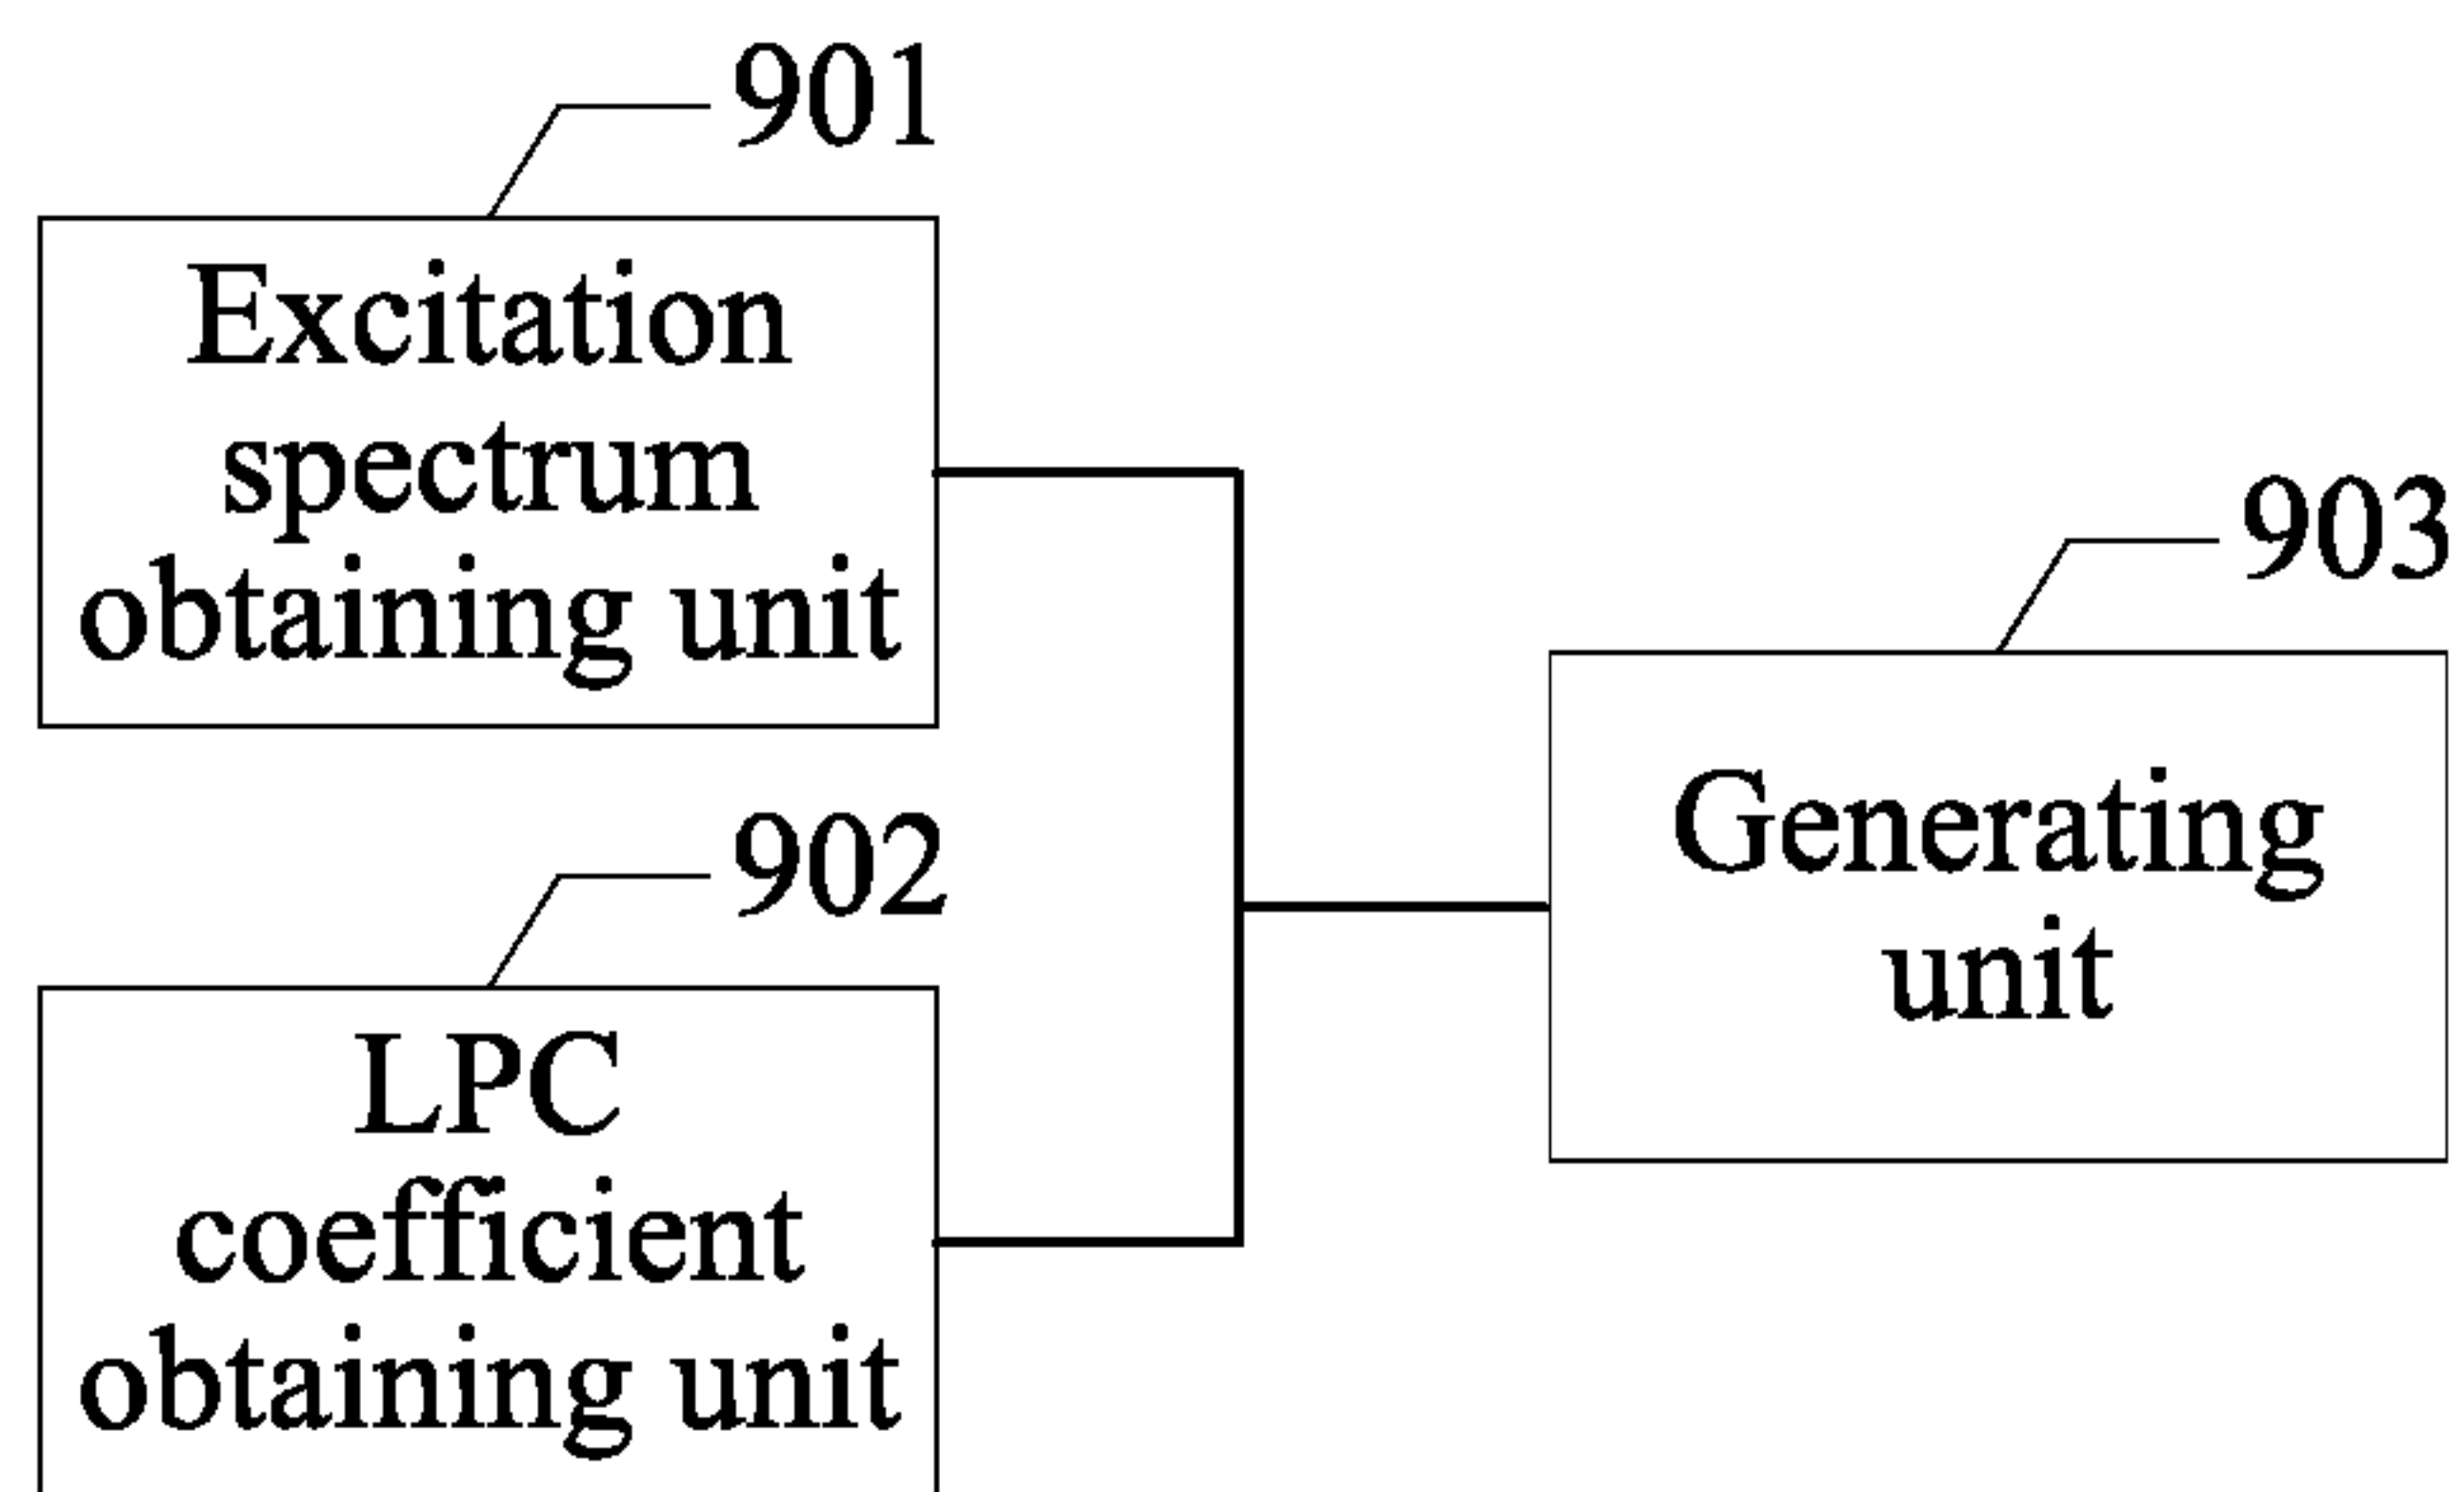 901
Excitation
spectrum
obtaining unit
902
LPC
coefficient
obtaining unit
903
Generating
unit